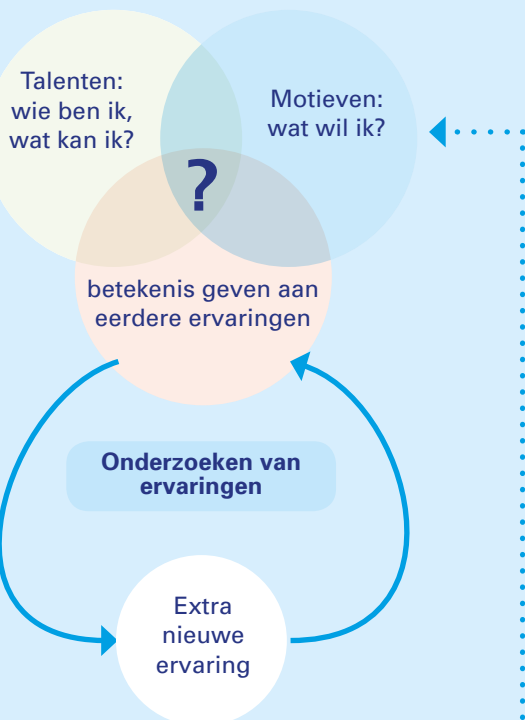 Talenten:
wie ben ik,
wat kan ik?
Motieven:
wat wil ik?
?
betekenis geven aan
eerdere ervaringen
Onderzoeken van
ervaringen
Extra
nieuwe
ervaring